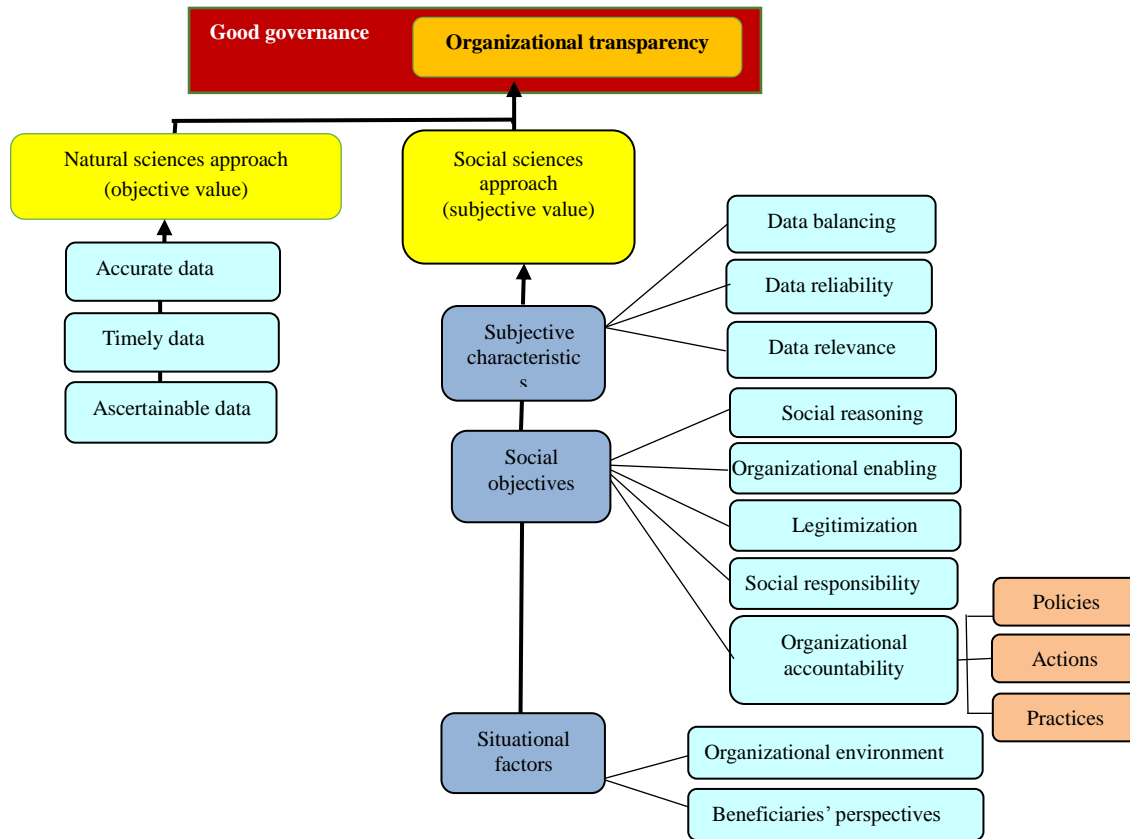 Good governance
Organizational transparency
Natural sciences approach
(objective value)
Social sciences
approach
(subjective value)
Accurate data
Timely data
Ascertainable data
Subjective
characteristic
s
Data balancing
Data reliability
Data relevance
Social
objectives
Social reasoning
Organizational enabling
Legitimization
Social responsibility
Organizational
accountability
Policies
Actions
Practices
Situational
factors
Organizational environment
Beneficiaries’ perspectives